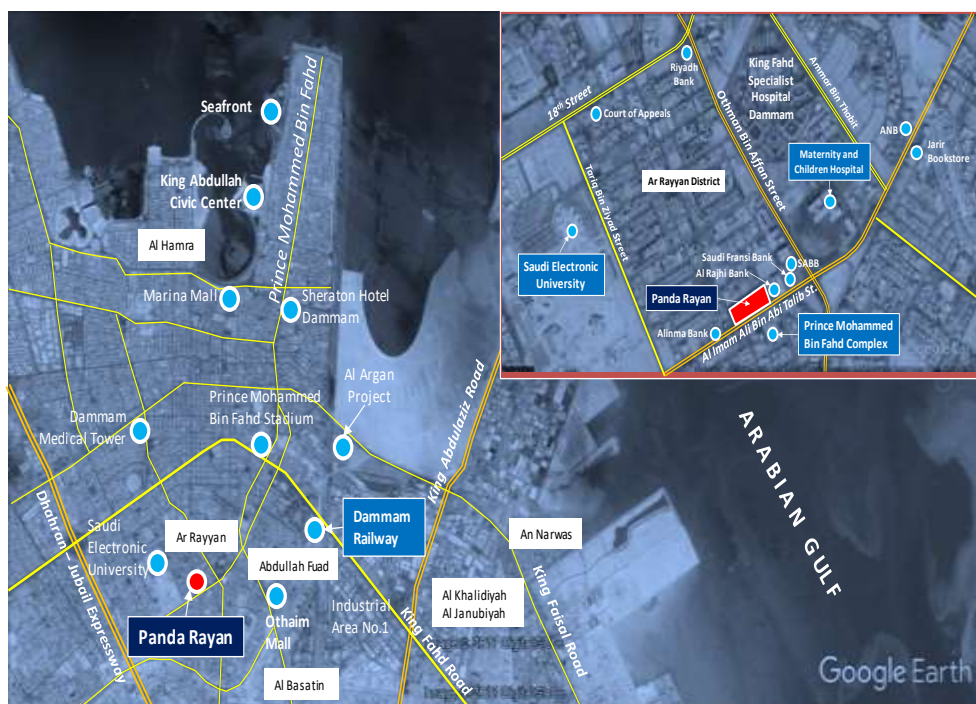 Seafront
King Abdullah
Civic Center
Prince Mohammed Bin Fahd
Al Hamra
Marina Mall
Sheraton Hotel
Dammam
Al Argan
Project
Prince Mohammed
Bin Fahd Stadium
Dammam
Medical Tower
King Abdulaziz Road
Dhahran – Jubail Expressway
Saudi
Electronic
University
Ar Rayyan
Dammam
Railway
An Narwas
Abdullah Fuad
Panda Rayan
Othaim
Mall
Industrial
Area No.1
Al Khalidiyah
Al Janubiyah
King Fahd Road
King Faisal Road
Al Basatin
ARABIAN GULF
Google Earth
18th Street
Riyadh
Bank
Court of Appeals
King Fahd
Specialist
Hospital
Dammam
Ammar Bin Thabit
Othman Bin Affan Street
ANB
Jarir
Bookstore
Maternity and
Children Hospital
Ar Rayyan District
Tariq Bin Ziyad Street
Saudi Electronic
University
Saudi Fransi Bank
SABB
Al Rajhi Bank
Panda Rayan
Al Imam Ali Bin Abi Talib St.
Alinma Bank
Prince Mohammed
Bin Fahd Complex